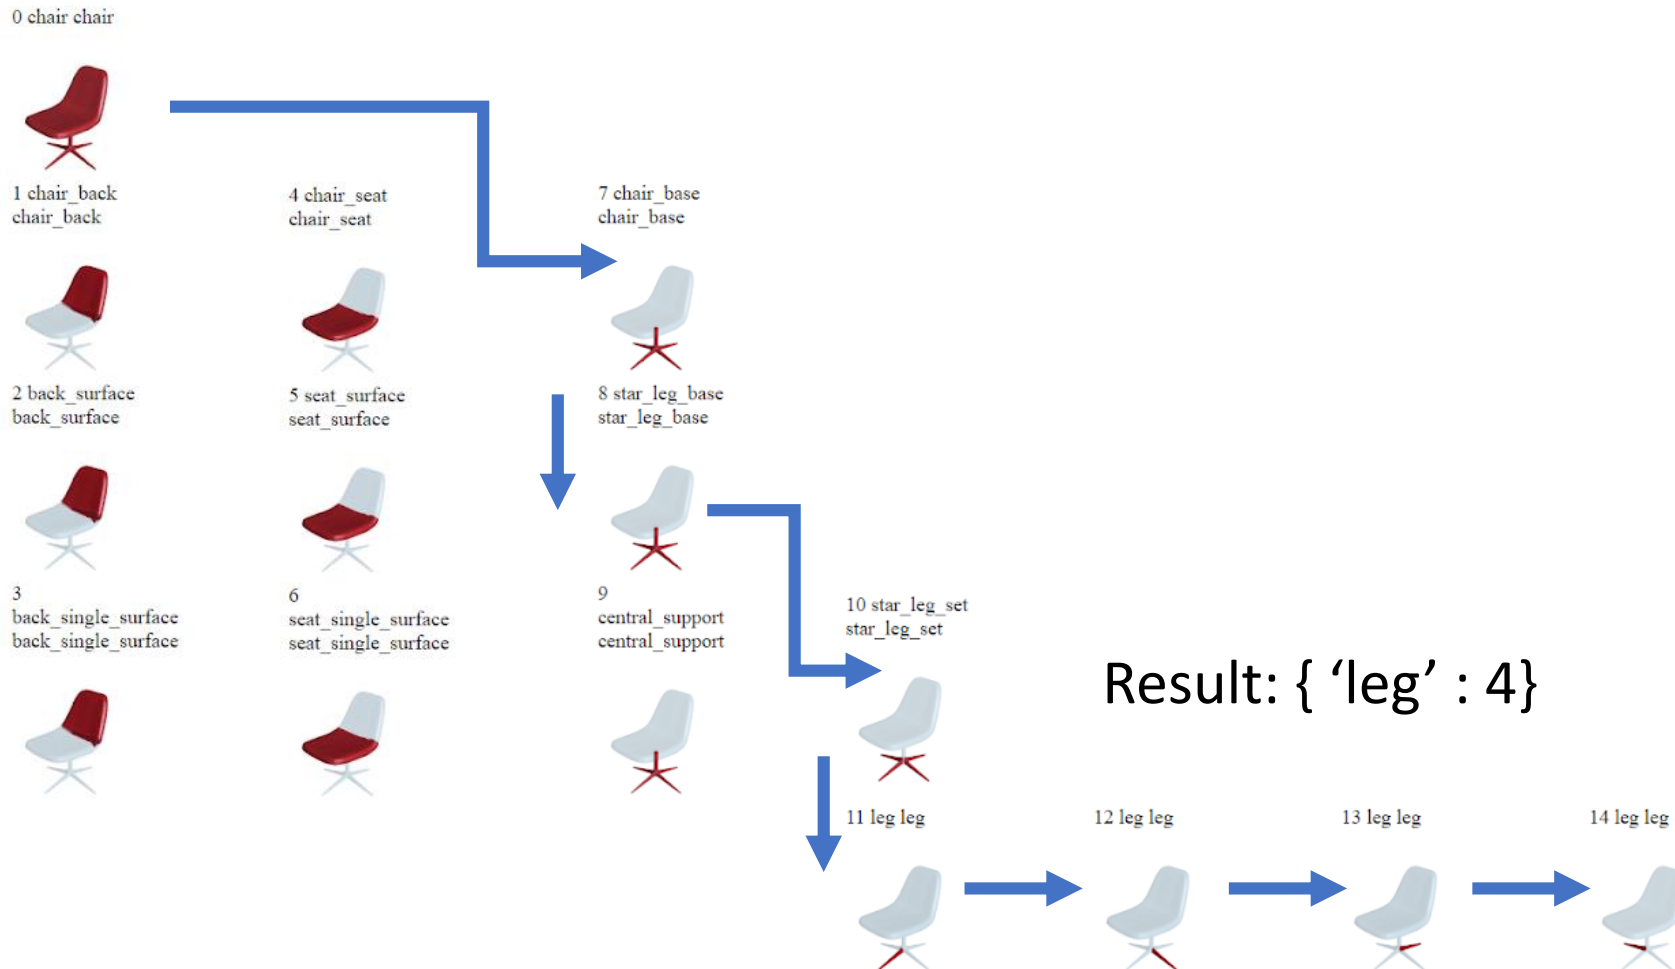 0 chair chair
1 chair_back
chair_back
4 chair_seat
chair_seat
7 chair_base
chair_base
2 back_surface
back_surface
5 seat_surface
seat_surface
8 star_leg_base
star_leg_base
3
back_single_surface
back_single_surface
6
seat_single_surface
seat_single_surface
9
central_support
central_support
10 star_leg_set
star_leg_set
Result: { ‘leg’ : 4}
11 leg leg
12 leg leg
13 leg leg
14 leg leg